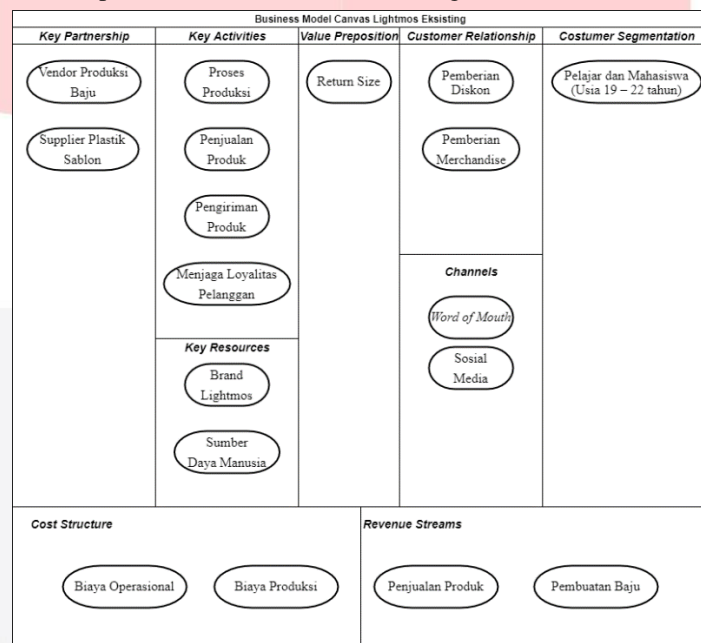 Business Model Canvas Lightmos Eksisting
Key Partnership
Vendor Produksi
Baju
Supplier Plastik
Sablon
Key Activities
Proses
Produksi
Penjualan
Produk
Pengiriman
Produk
Menjaga Loyalitas
Pelanggan
Key Resources
Brand
Lightmos
Sumber
Daya Manusia
Value Preposition
Return Size
Customer Relationship
Pemberian
Diskon
Pemberian
Merchandise
Channels
Word of Mouth
Sosial
Media
Costumer Segmentation
Pelajar dan Mahasiswa
(Usia 19 – 22 tahun)
Cost Structure
Biaya Operasional
Biaya Produksi
Revenue Streams
Penjualan Produk
Pembuatan Baju